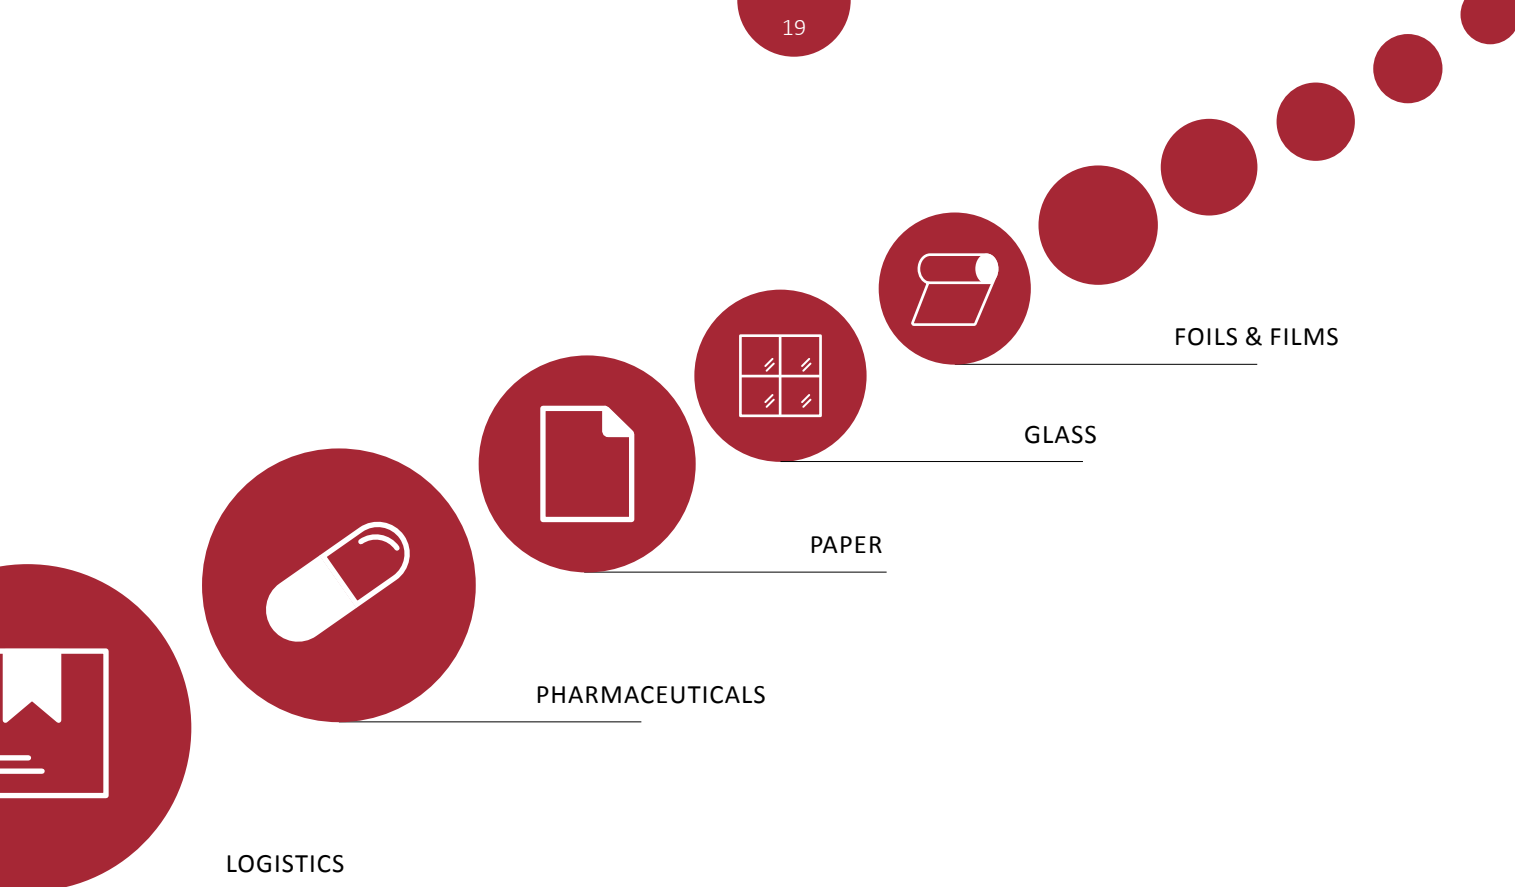 19
FOILS & FILMS
GLASS
PAPER
PHARMACEUTICALS
LOGISTICS